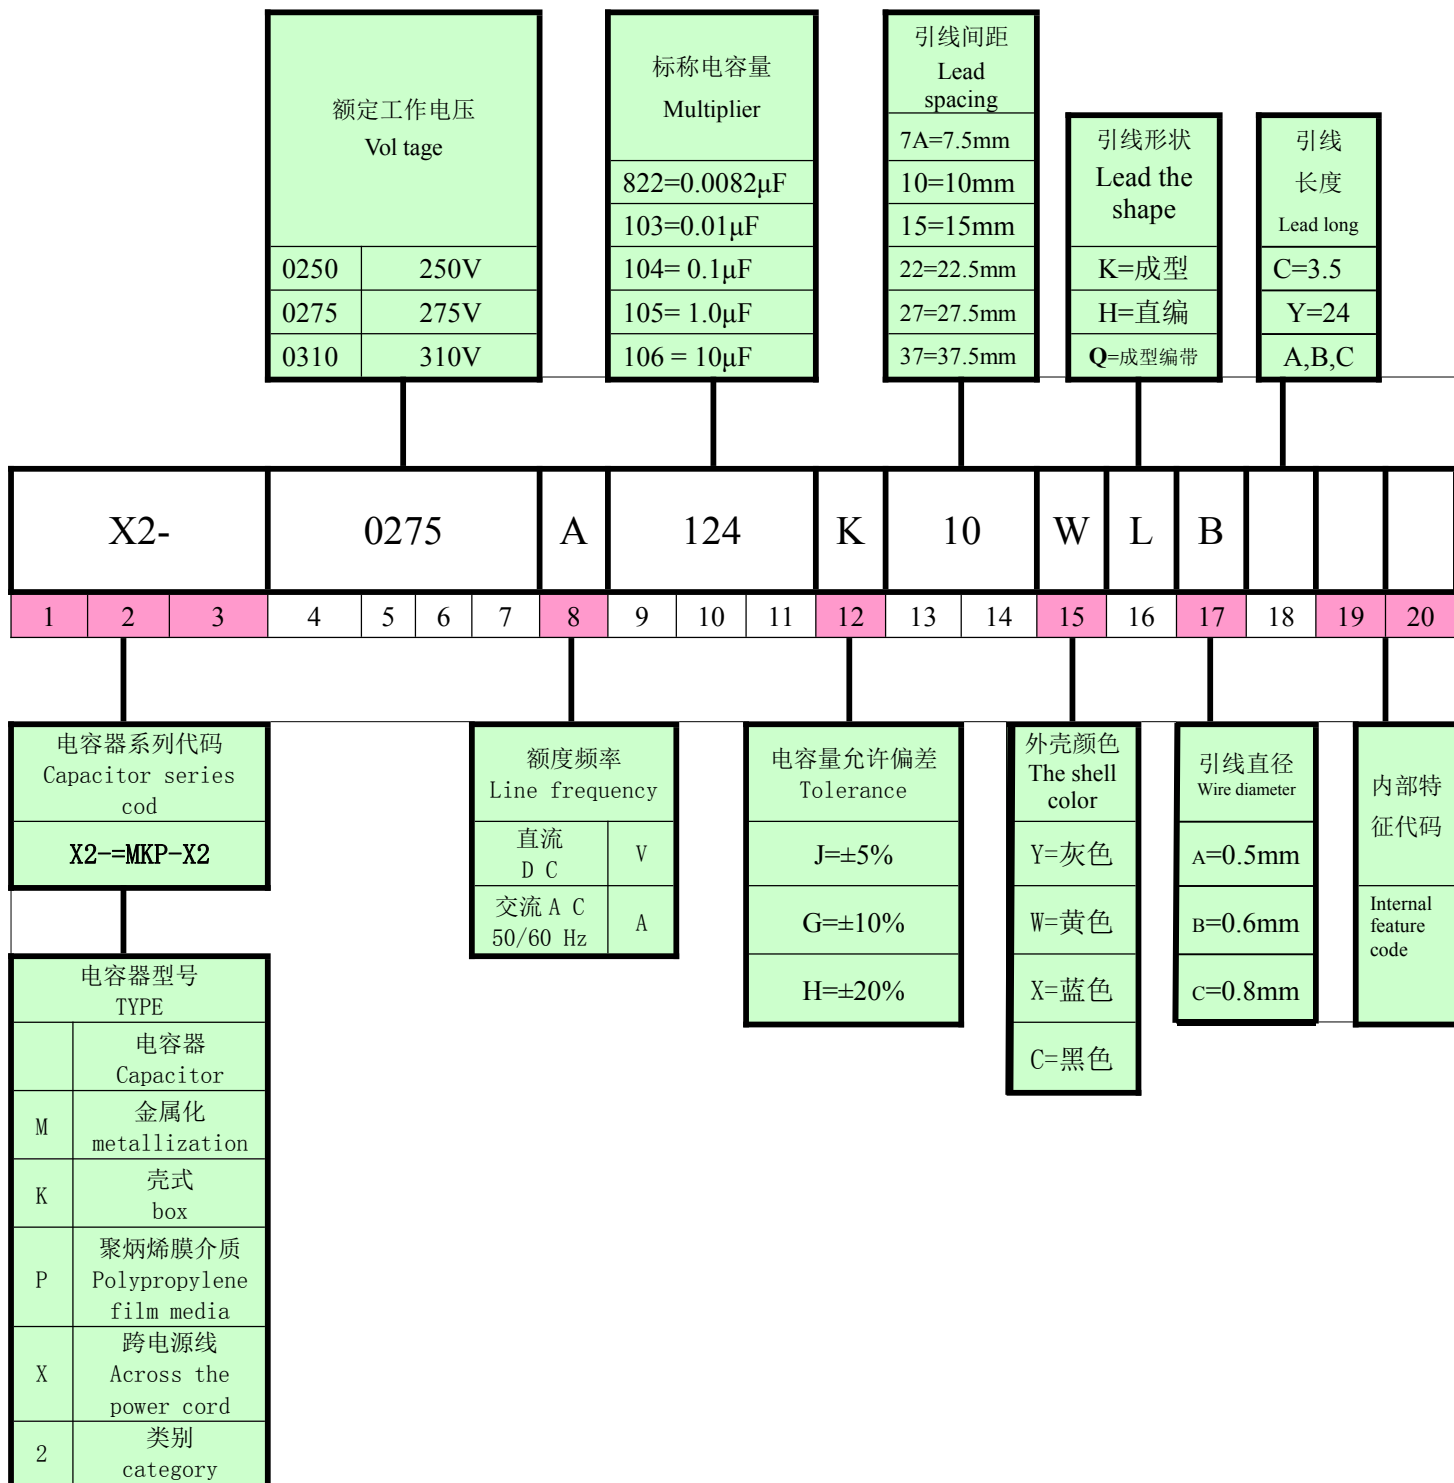 额定工作电压
Vol tage
0250 250V
0275 275V
0310 310V
标称电容量
Multiplier
822=0.0082μF
103=0.01μF
104= 0.1μF
105= 1.0μF
106 = 10μF
引线间距
Lead
spacing
7A=7.5mm
10=10mm
15=15mm
22=22.5mm
27=27.5mm
37=37.5mm
引线形状
Lead the
shape
K=成型
H=直编
Q=成型编带
引线
长度
Lead long
C=3.5
Y=24
A,B,C
X2- 0275 A 124 K 10 W L B
1 2 3 4 5 6 7 8 9 10 11 12 13 14 15 16 17 18 19 20
电容器系列代码
Capacitor series
cod
X2-=MKP-X2
电容器型号
TYPE
电容器
Capacitor
M 金属化
metallization
K 壳式
box
P 聚炳烯膜介质
Polypropylene
film media
X 跨电源线
Across the
power cord
2 类别
category
额度频率
Line frequency
直流
D C V
交流 A C
50/60 Hz A
电容量允许偏差
Tolerance
J=±5%
G=±10%
H=±20%
外壳颜色
The shell
color
Y=灰色
W=黄色
X=蓝色
C=黑色
引线直径
Wire diameter
A=0.5mm
B=0.6mm
C=0.8mm
内部特
征代码
Internal
feature
code